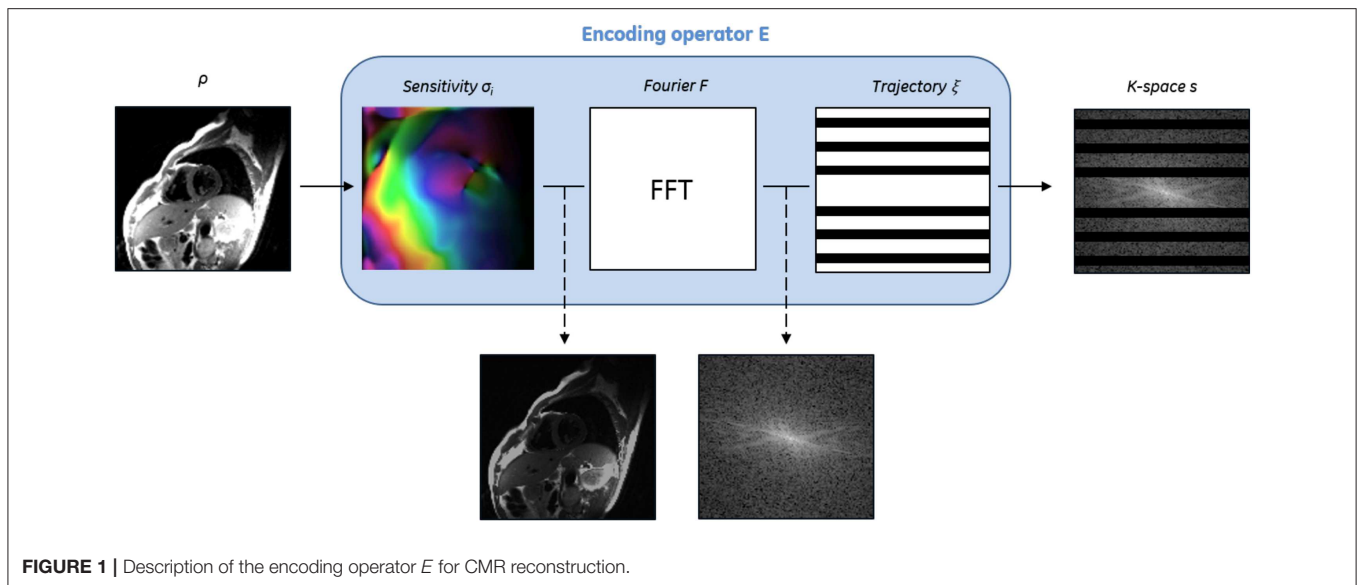 Encoding operator E
ρ
Sensitivity σi
Fourier F
Trajectory ξ
K-space s
FFT
FIGURE 1 | Description of the encoding operator E for CMR reconstruction.